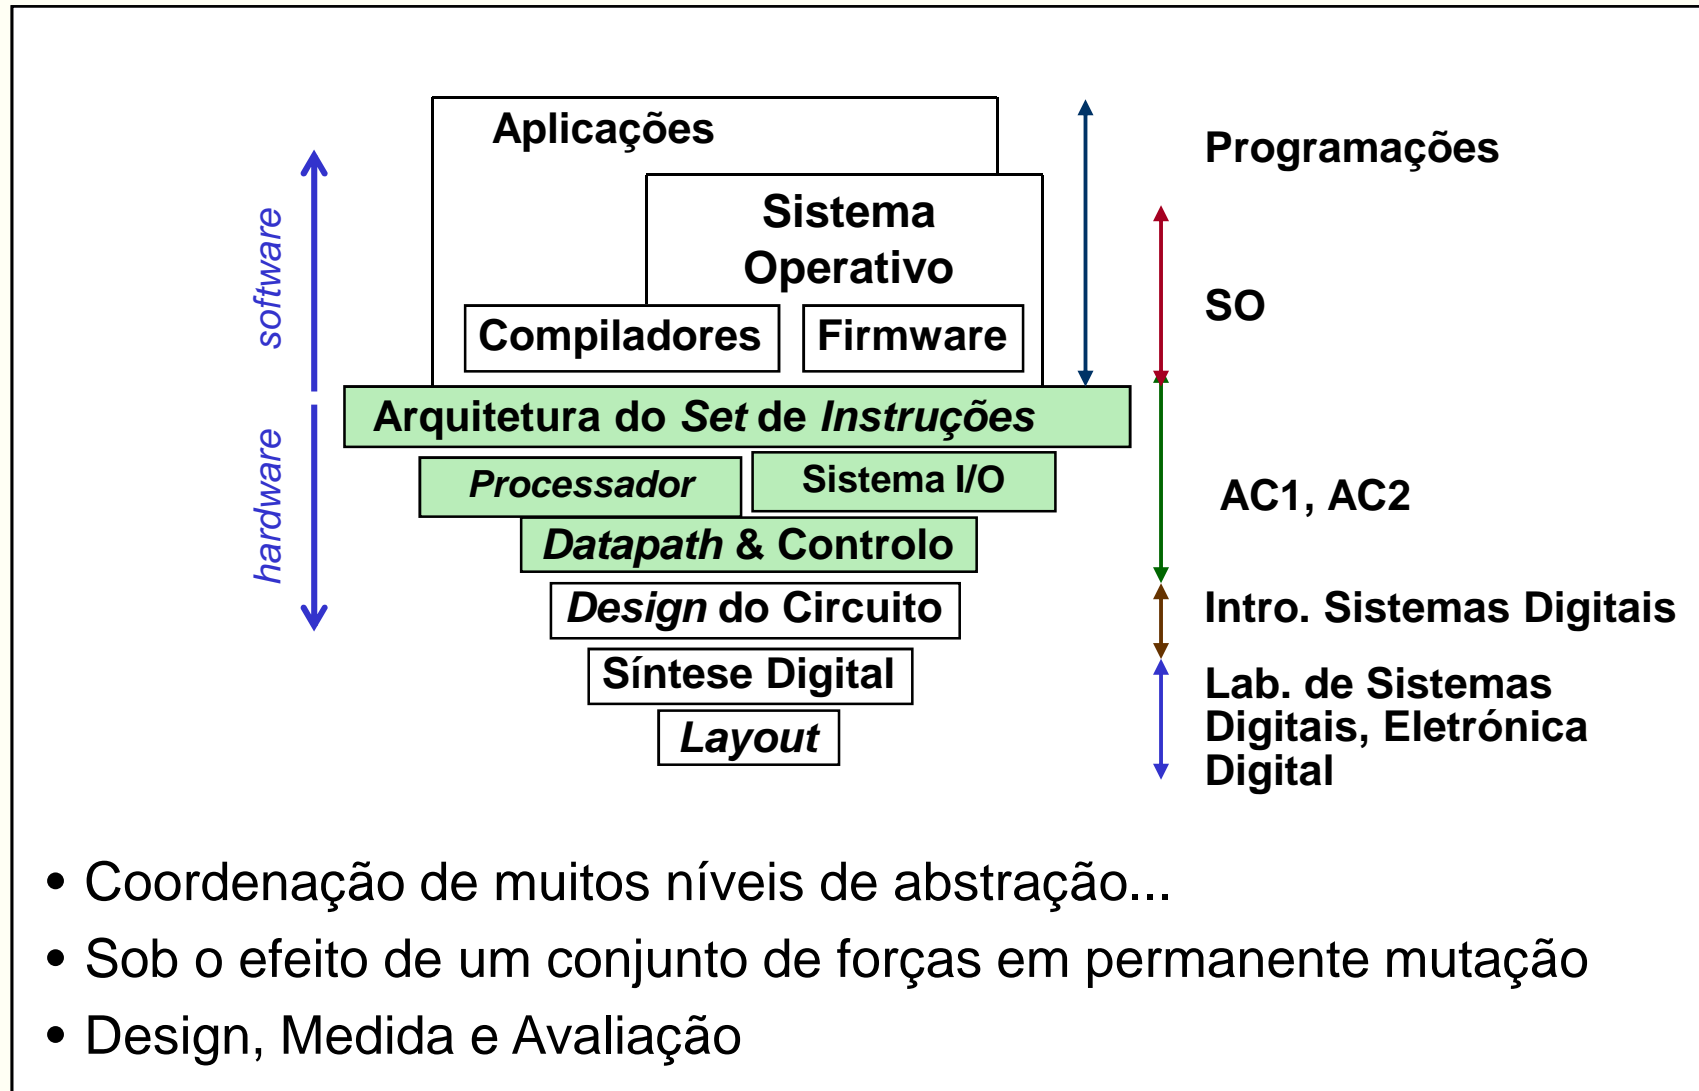 Aplicações
Programações
software
Sistema
Operativo
SO
Compiladores
Firmware
Arquitetura do Set de Instruções
hardware
Processador
Sistema I/O
AC1, AC2
Datapath & Controlo
Design do Circuito
Intro. Sistemas Digitais
Síntese Digital
Lab. de Sistemas
Digitais, Eletrónica
Digital
Layout
• Coordenação de muitos níveis de abstração...
• Sob o efeito de um conjunto de forças em permanente mutação
• Design, Medida e Avaliação